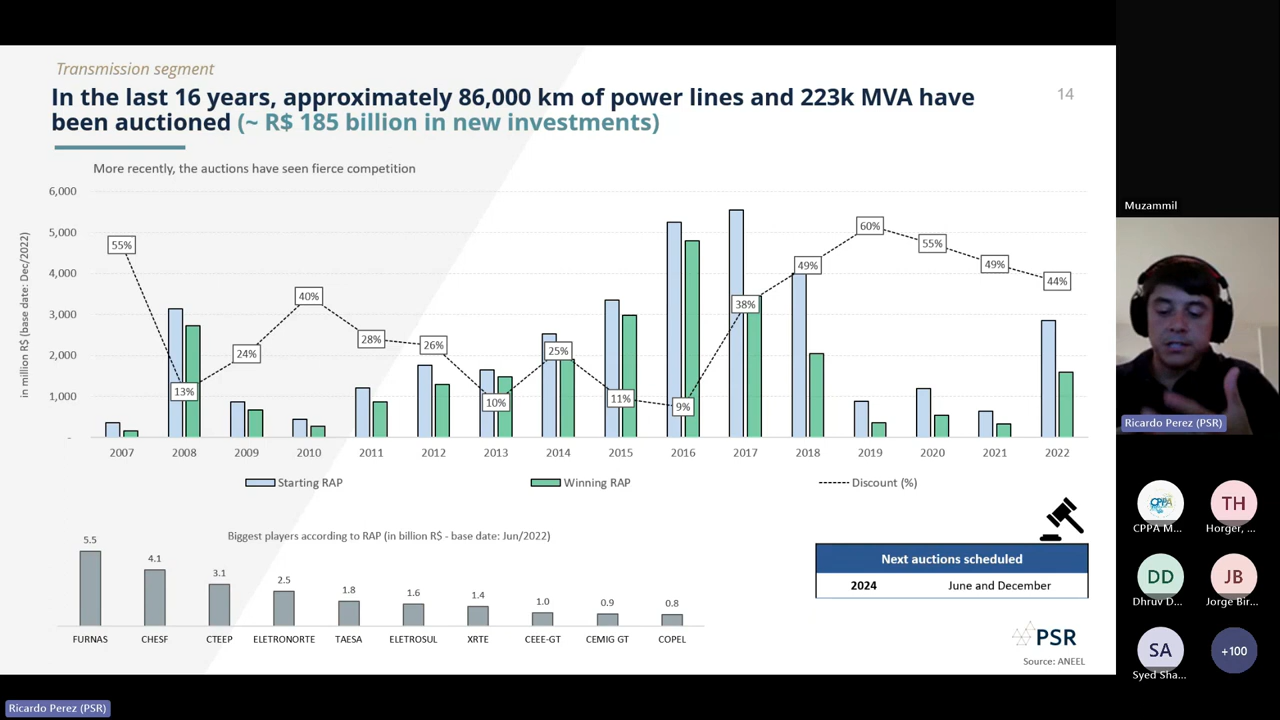 Transmission segment
In the last 16 years, approximately 86,000 km of power lines and 223k MVA have
been auctioned (~ R$ 185 billion in new investments)
14
More recently, the auctions have seen fierce competition
in million R$ (base date: Dec/2022)
6,000
5,000
4,000
3,000
2,000
1,000
-
55%
13%
24%
40%
28%
26%
10%
25%
11%
9%
38%
49%
60%
55%
49%
44%
2007 2008 2009 2010 2011 2012 2013 2014 2015 2016 2017 2018 2019 2020 2021 2022
Starting RAP Winning RAP Discount (%)
Biggest players according to RAP (in billion R$ - base date: Jun/2022)
5.5 4.1 3.1 2.5 1.8 1.6 1.4 1.0 0.9 0.8
FURNAS CHESF CTEEP ELETRONORTE TAESA ELETROSUL XRTE CEEE-GT CEMIG GT COPEL
Next auctions scheduled
2024 June and December
PSR
Source: ANEEL
Muzammil
Ricardo Perez (PSR)
CPPA
TH
CPPA M... Horger, ...
DD JB
Dhruv D... Jorge Bir...
SA +100
Syed Sha...
Ricardo Perez (PSR)